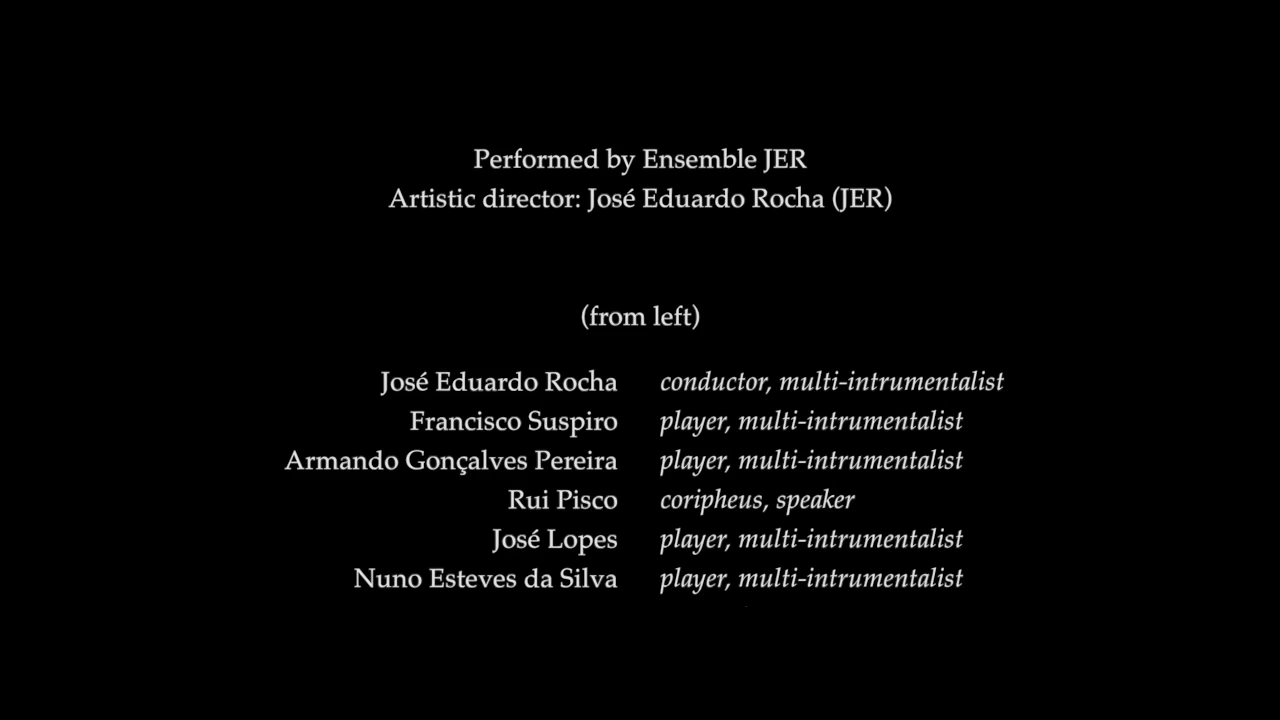 Performed by Ensemble JER
Artistic director: José Eduardo Rocha (JER)
(from left)
José Eduardo Rocha conductor, multi-intrumentalist
Francisco Suspiro player, multi-intrumentalist
Armando Gonçalves Pereira player, multi-intrumentalist
Rui Pisco coripheus, speaker
José Lopes player, multi-intrumentalist
Nuno Esteves da Silva player, multi-intrumentalist